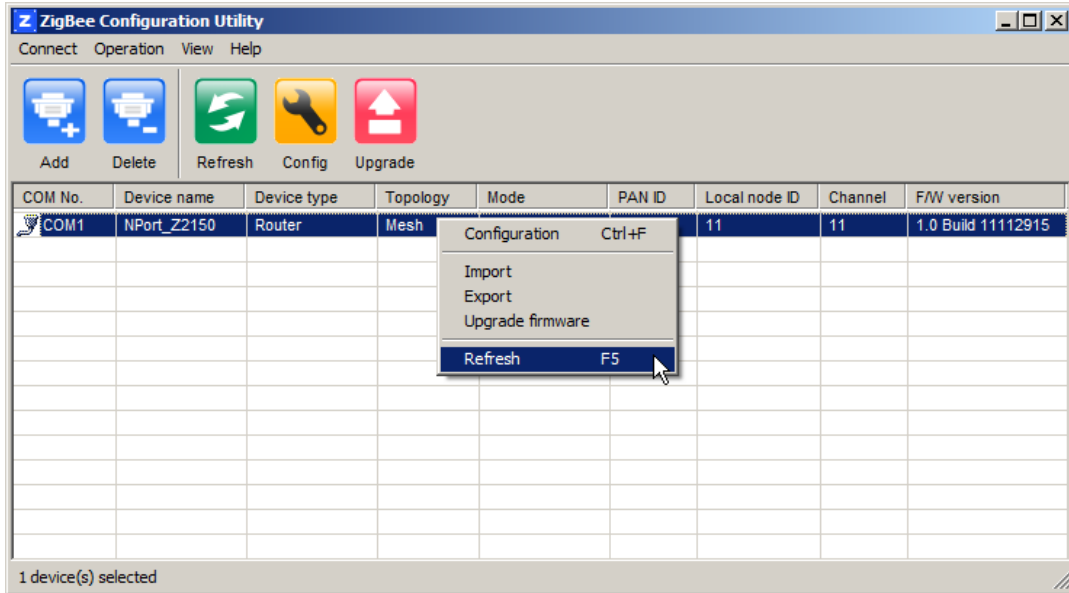 Z ZigBee Configuration Utility
Connect Operation View Help
Add Delete Refresh Config Upgrade
COM No. Device name Device type Topology Mode PAN ID Local node ID Channel F/W version
COM1 NPort_Z2150 Router Mesh 11 11 1.0 Build 11112915
Configuration Ctrl+F
Import
Export
Upgrade firmware
Refresh F5
1 device(s) selected